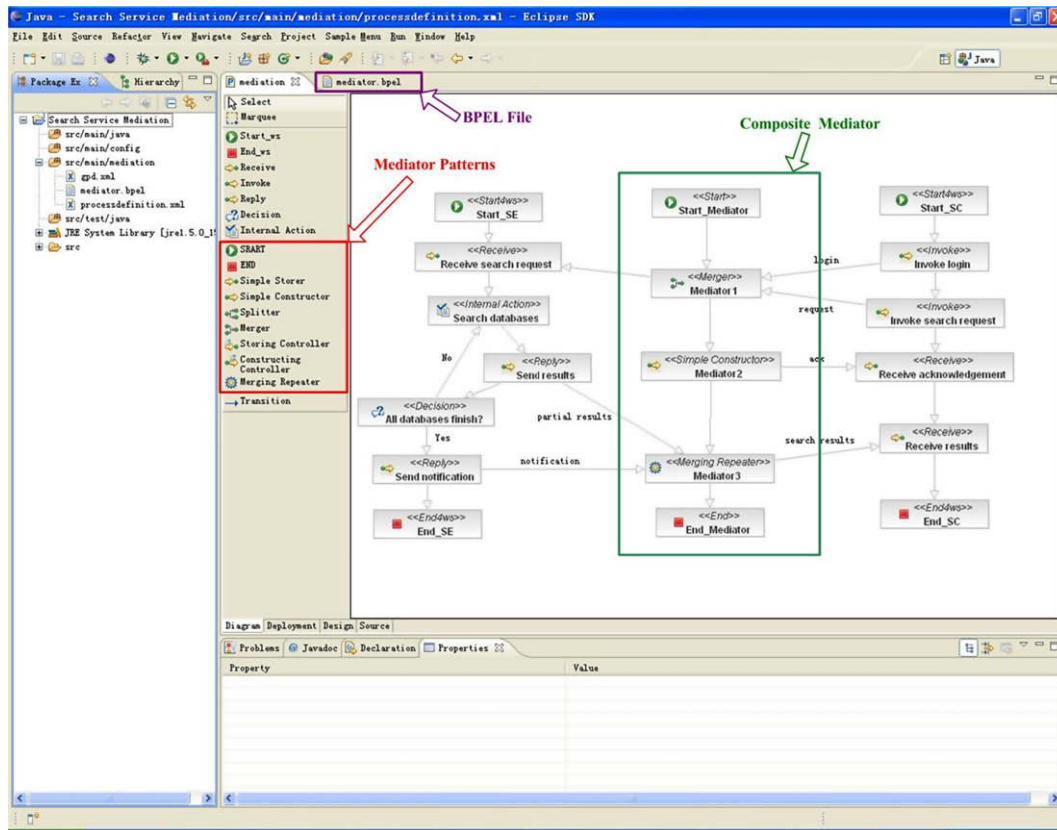 Java - Search Service Mediation/src/main/mediation/processdefinition.xml - Eclipse SDK
File Edit Source Refactor View Navigate Search Project Sample Menu Run Window Help
Java
Package Ex
Hierarchy
Search Service Mediation
src/main/java
src/main/config
src/main/mediation
gpd.xml
mediator.bpel
processdefinition.xml
src/test/java
JRE System Library [jre1.5.0_1
src
mediation
mediator.bpel
Select
Marquee
Start_ws
End_ws
Receive
Invoke
Reply
Decision
Internal Action
SRART
END
Simple Storer
Simple Constructor
Splitter
Merger
Storing Controller
Constructing
Controller
Merging Repeater
Transition
BPEL File
Mediator Patterns
Composite Mediator
<<Start4ws>>
Start_SE
<<Receive>>
Receive search request
<<Internal Action>>
Search databases
No
<<Reply>>
Send results
<<Decision>>
All databases finish?
Yes
<<Reply>>
Send notification
<<End4ws>>
End_SE
partial results
notification
<<Start>>
Start_Mediator
<<Merger>>
Mediator1
<<Simple Constructor>>
Mediator2
<<Merging Repeater>>
Mediator3
<<End>>
End_Mediator
login
request
ack
search results
<<Start4ws>>
Start_SC
<<Invoke>>
Invoke login
<<Invoke>>
Invoke search request
<<Receive>>
Receive acknowledgement
<<Receive>>
Receive results
<<End4ws>>
End_SC
Diagram Deployment Design Source
Problems Javadoc Declaration Properties
Property Value